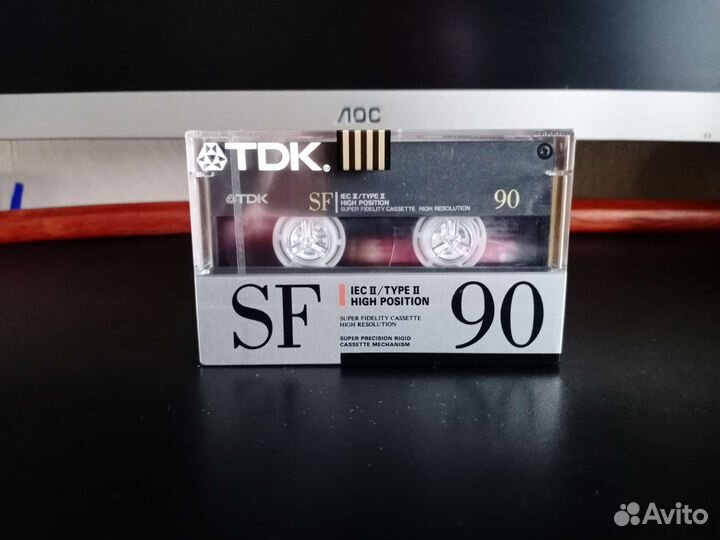 AOC
TDK
TDK SF IEC II/TYPE II
HIGH POSITION
SUPER FIDELITY CASSETTE HIGH RESOLUTION
90
SF IEC II/TYPE II
HIGH POSITION
SUPER FIDELITY CASSETTE
HIGH RESOLUTION
SUPER PRECISION RIGID
CASSETTE MECHANISM
90
Avito